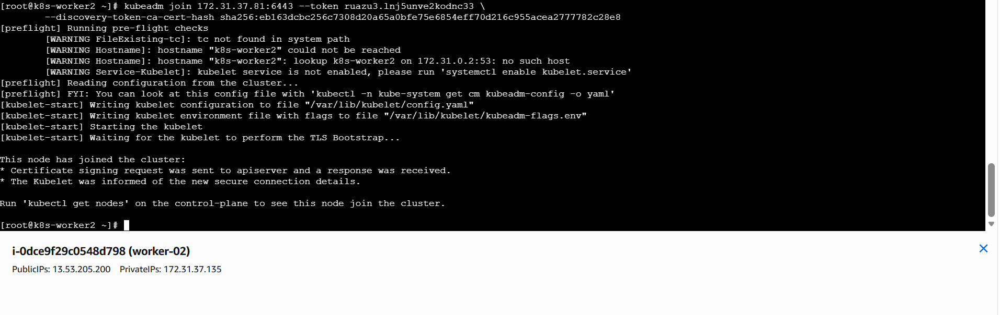 [root@k8s-worker2 ~]# kubeadm join 172.31.37.81:6443 --token ruazu3.lnj5unve2kodnc33 \
        --discovery-token-ca-cert-hash sha256:eb163dcbc256c7308d20a65a0bfe75e6854eff70d216c955acea2777782c28e8
[preflight] Running pre-flight checks
        [WARNING FileExisting-tc]: tc not found in system path
        [WARNING Hostname]: hostname "k8s-worker2" could not be reached
        [WARNING Hostname]: hostname "k8s-worker2": lookup k8s-worker2 on 172.31.0.2:53: no such host
        [WARNING Service-Kubelet]: kubelet service is not enabled, please run 'systemctl enable kubelet.service'
[preflight] Reading configuration from the cluster...
[preflight] FYI: You can look at this config file with 'kubectl -n kube-system get cm kubeadm-config -o yaml'
[kubelet-start] Writing kubelet configuration to file "/var/lib/kubelet/config.yaml"
[kubelet-start] Writing kubelet environment file with flags to file "/var/lib/kubelet/kubeadm-flags.env"
[kubelet-start] Starting the kubelet
[kubelet-start] Waiting for the kubelet to perform the TLS Bootstrap...

This node has joined the cluster:
* Certificate signing request was sent to apiserver and a response was received.
* The Kubelet was informed of the new secure connection details.

Run 'kubectl get nodes' on the control-plane to see this node join the cluster.

[root@k8s-worker2 ~]#
i-0dce9f29c0548d798 (worker-02)
PublicIPs: 13.53.205.200    PrivateIPs: 172.31.37.135